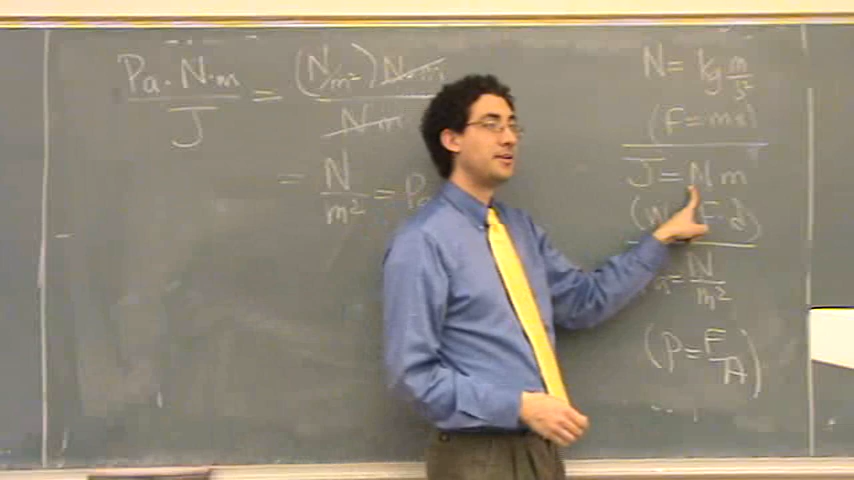 Pa · N · m / J = (N/m²) N·m / N m
= N/m² = Pa
N = kg m/s²
(F = ma)
J = N m
(W F · d)
= N/m²
(P = F/A)